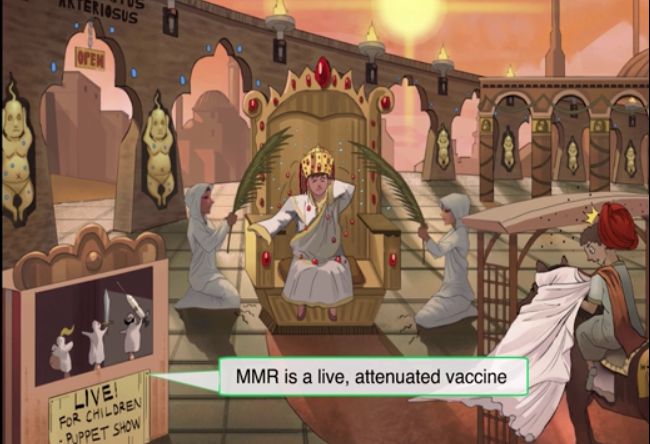 ARTERIOSUS
OPEN
MMR is a live, attenuated vaccine
LIVE!
FOR CHILDREN
PUPPET SHOW